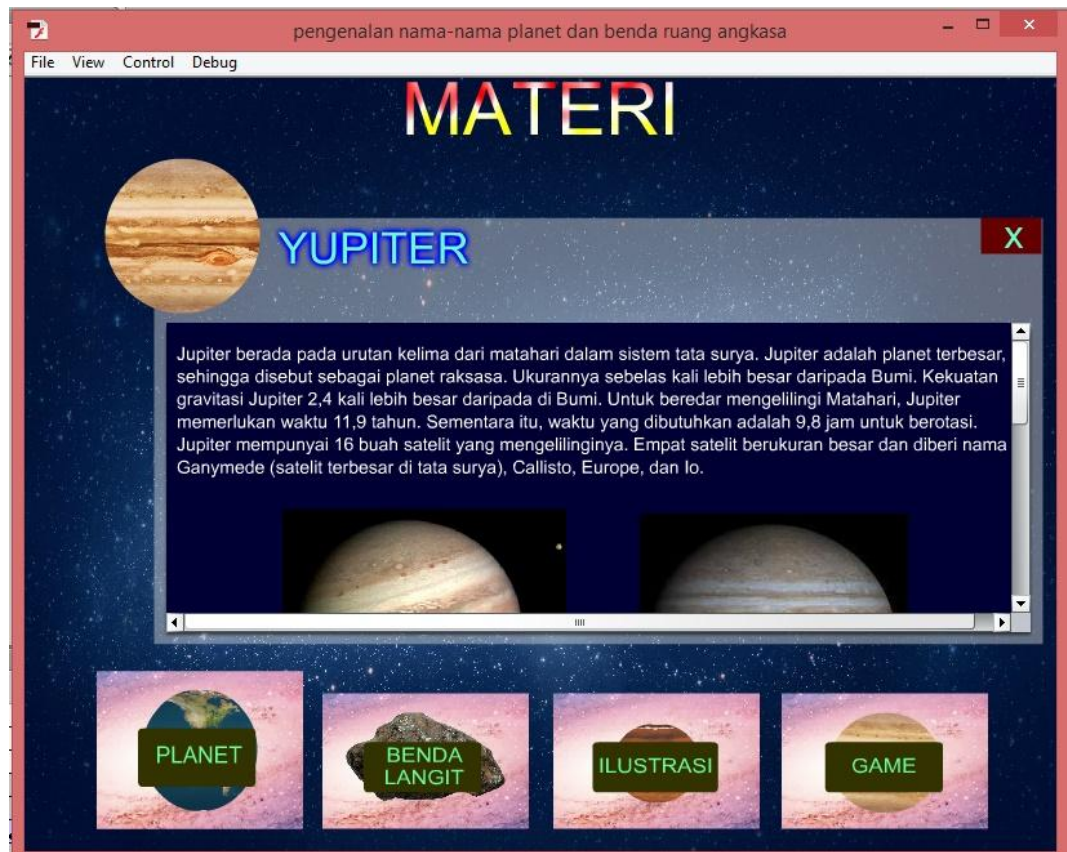 pengenalan nama-nama planet dan benda ruang angkasa
File View Control Debug
MATERI
YUPITER
X
Jupiter berada pada urutan kelima dari matahari dalam sistem tata surya. Jupiter adalah planet terbesar,
sehingga disebut sebagai planet raksasa. Ukurannya sebelas kali lebih besar daripada Bumi. Kekuatan
gravitasi Jupiter 2,4 kali lebih besar daripada di Bumi. Untuk beredar mengelilingi Matahari, Jupiter
memerlukan waktu 11,9 tahun. Sementara itu, waktu yang dibutuhkan adalah 9,8 jam untuk berotasi.
Jupiter mempunyai 16 buah satelit yang mengelilinginya. Empat satelit berukuran besar dan diberi nama
Ganymede (satelit terbesar di tata surya), Callisto, Europe, dan Io.
PLANET
BENDA
LANGIT
ILUSTRASI
GAME